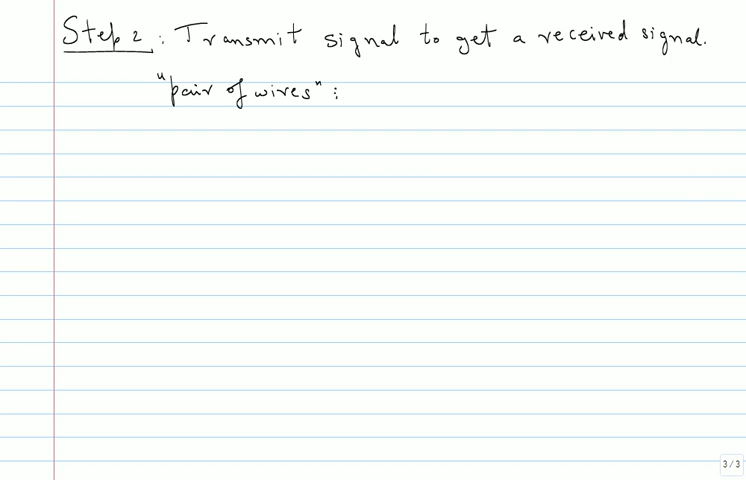 Step 2 : Transmit signal to get a received signal.
"pair of wires" :
3/3